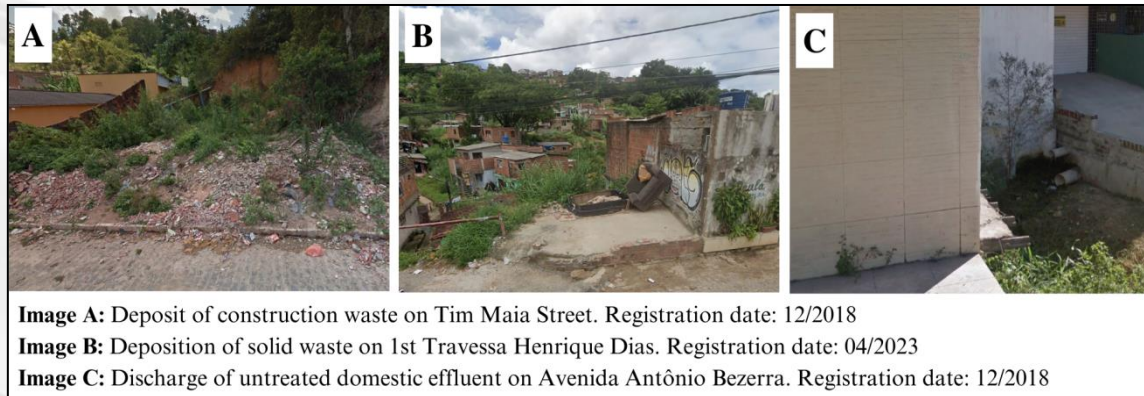 A
B
C
Image A: Deposit of construction waste on Tim Maia Street. Registration date: 12/2018
Image B: Deposition of solid waste on 1st Travessa Henrique Dias. Registration date: 04/2023
Image C: Discharge of untreated domestic effluent on Avenida Antônio Bezerra. Registration date: 12/2018